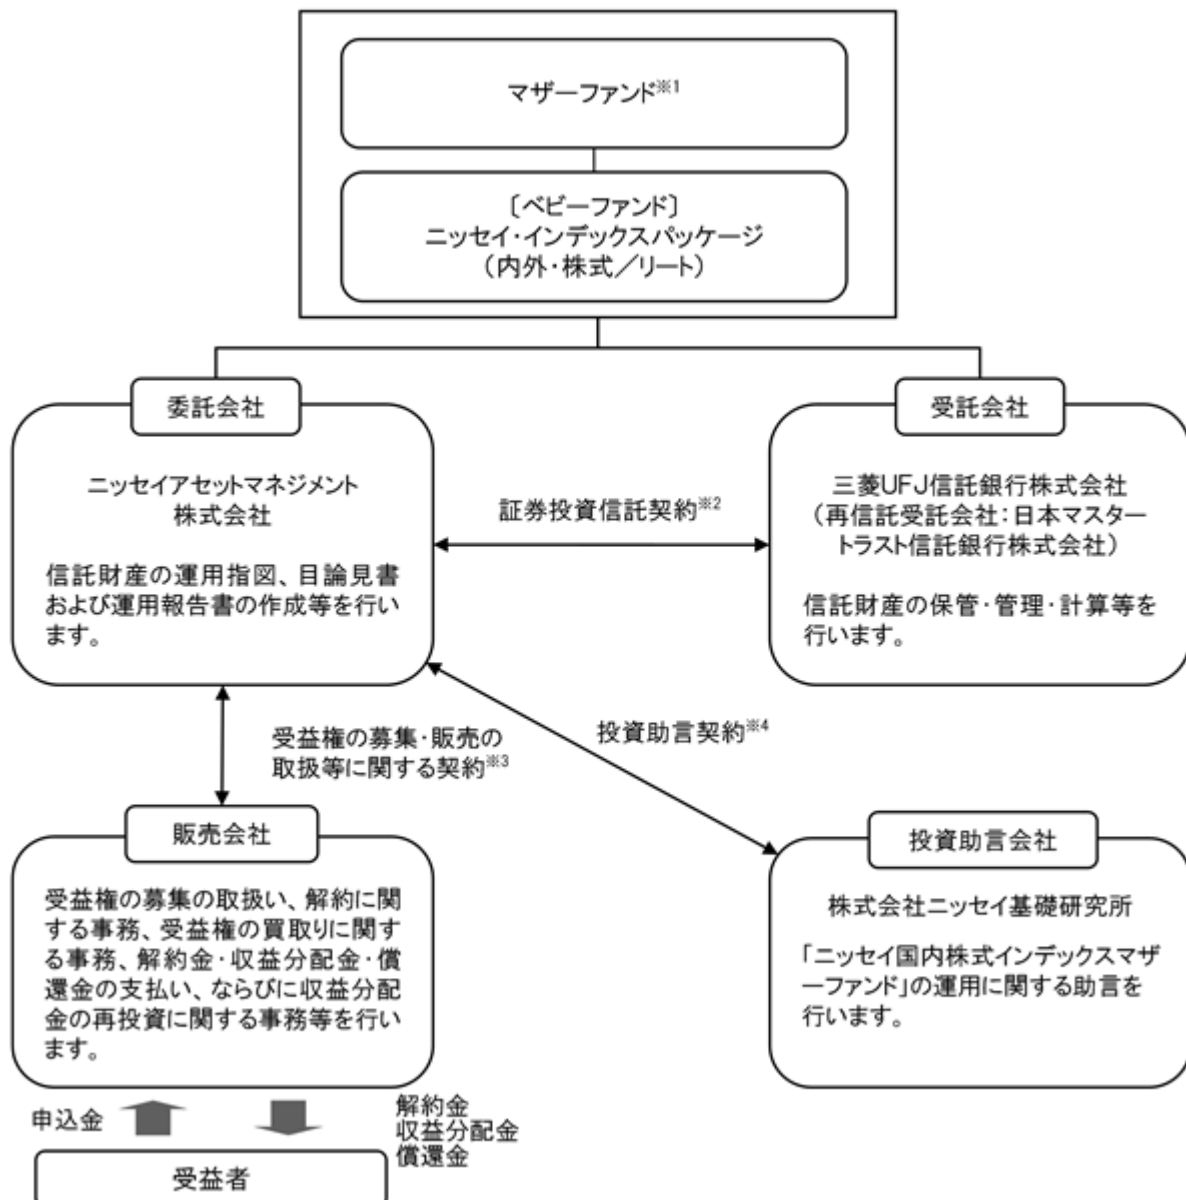 マザーファンド※1
〔ベビーファンド〕
ニッセイ・インデックスパッケージ
（内外・株式／リート）
委託会社
ニッセイアセットマネジメント
株式会社
信託財産の運用指図、目論見書
および運用報告書の作成等を行い
ます。
証券投資信託契約※2
受託会社
三菱UFJ信託銀行株式会社
（再信託受託会社：日本マスター
トラスト信託銀行株式会社）
信託財産の保管・管理・計算等を
行います。
受益権の募集・販売の
取扱等に関する契約※3
投資助言契約※4
販売会社
受益権の募集の取扱い、解約に関
する事務、受益権の買取りに関す
る事務、解約金・収益分配金・償
還金の支払い、ならびに収益分配
金の再投資に関する事務等を行い
ます。
投資助言会社
株式会社ニッセイ基礎研究所
「ニッセイ国内株式インデックスマザ
ーファンド」の運用に関する助言を
行います。
申込金
解約金
収益分配金
償還金
受益者